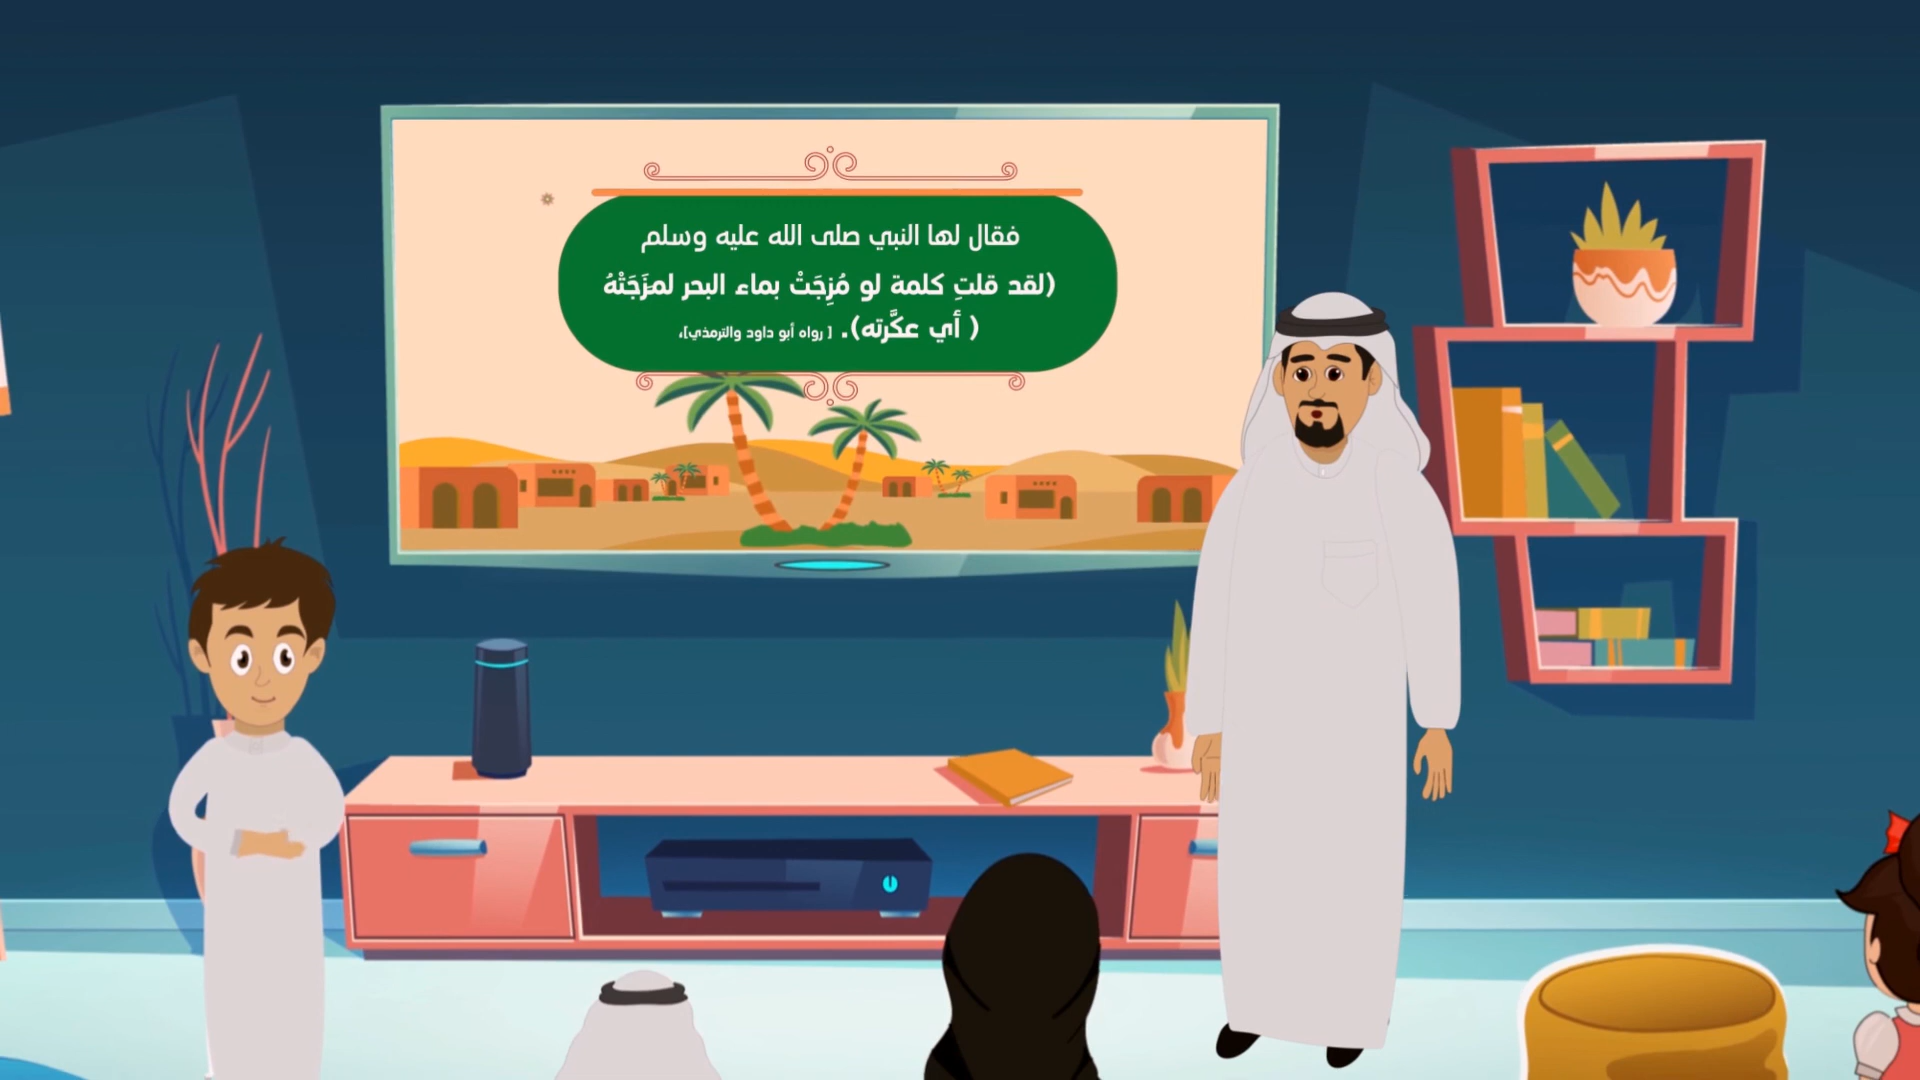 فقال لها النبي صلى الله عليه وسلم
(لقد قلتِ كلمة لو مُزِجَتْ بماء البحر لمزَجَتْهُ
( أي عكَّرته). [ رواه أبو داود والترمذي]،